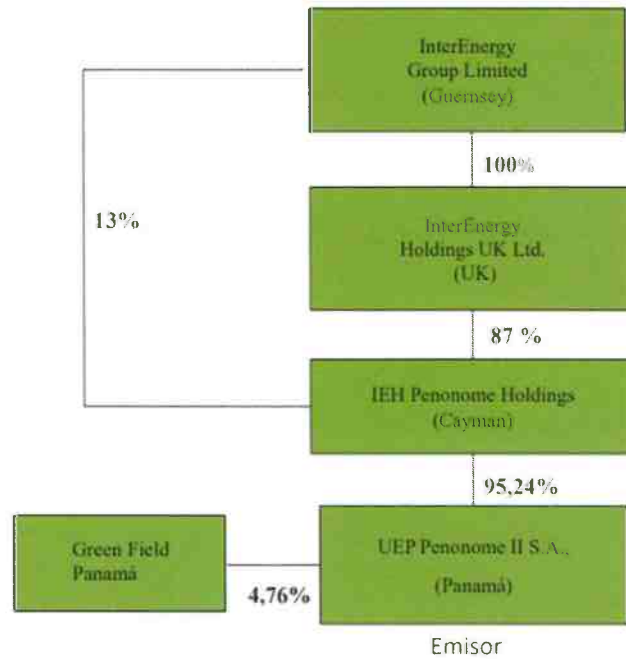 InterEnergy
Group Limited
(Guernsey)
100%
13%
InterEnergy
Holdings UK Ltd.
(UK)
87 %
IEH Penonome Holdings
(Cayman)
95,24%
Green Field
Panamá
4,76%
UEP Penonome II S.A.,
(Panamá)
Emisor